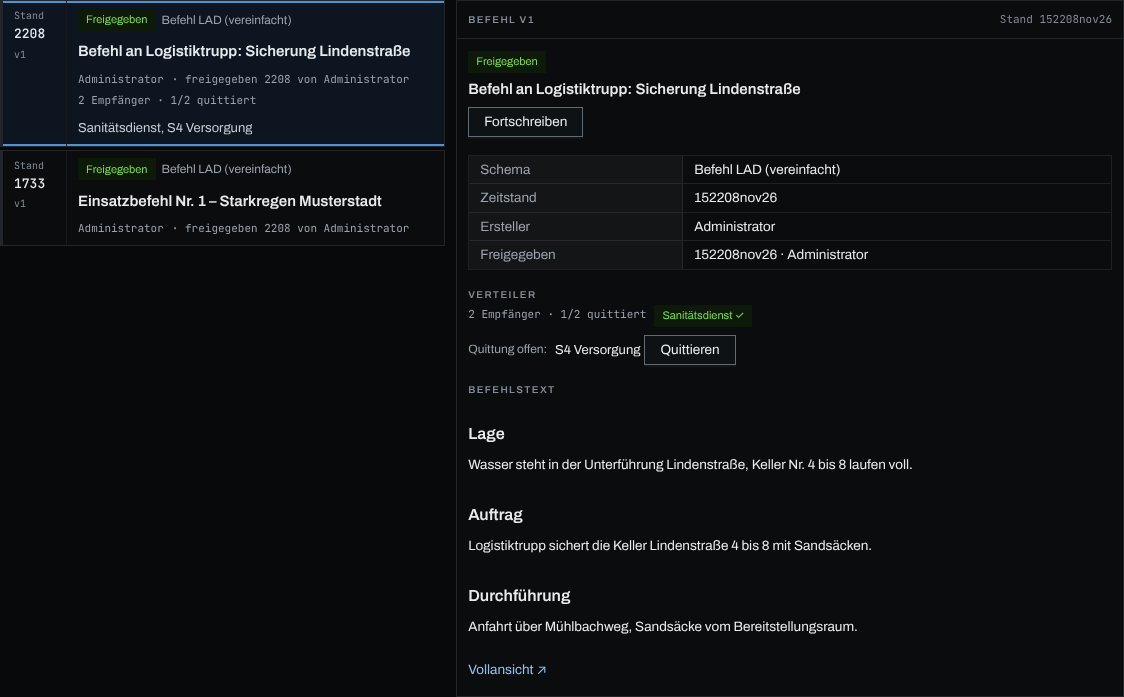 Stand
2208
v1
Freigegeben Befehl LAD (vereinfacht)
Befehl an Logistiktrupp: Sicherung Lindenstraße
Administrator · freigegeben 2208 von Administrator
2 Empfänger · 1/2 quittiert
Sanitätsdienst, S4 Versorgung
Stand
1733
v1
Freigegeben Befehl LAD (vereinfacht)
Einsatzbefehl Nr. 1 – Starkregen Musterstadt
Administrator · freigegeben 2208 von Administrator
BEFEHL V1 Stand 152208nov26
Freigegeben
Befehl an Logistiktrupp: Sicherung Lindenstraße
Fortschreiben
Schema Befehl LAD (vereinfacht)
Zeitstand 152208nov26
Ersteller Administrator
Freigegeben 152208nov26 · Administrator
VERTEILER
2 Empfänger · 1/2 quittiert Sanitätsdienst ✓
Quittung offen: S4 Versorgung Quittieren
BEFEHLSTEXT
Lage
Wasser steht in der Unterführung Lindenstraße, Keller Nr. 4 bis 8 laufen voll.
Auftrag
Logistiktrupp sichert die Keller Lindenstraße 4 bis 8 mit Sandsäcken.
Durchführung
Anfahrt über Mühlbachweg, Sandsäcke vom Bereitstellungsraum.
Vollansicht ↗